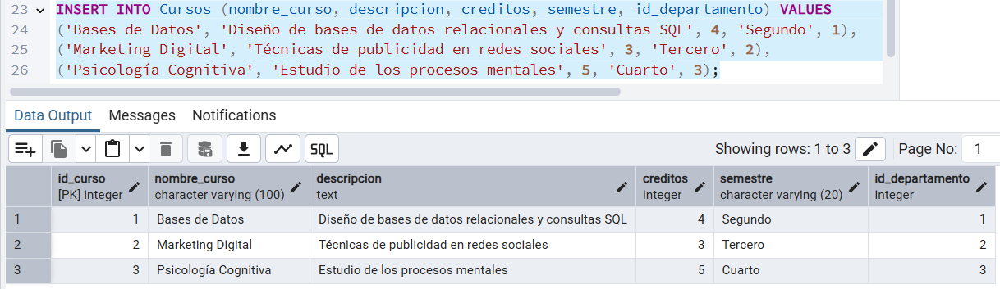 23 INSERT INTO Cursos (nombre_curso, descripcion, creditos, semestre, id_departamento) VALUES
24 ('Bases de Datos', 'Diseño de bases de datos relacionales y consultas SQL', 4, 'Segundo', 1),
25 ('Marketing Digital', 'Técnicas de publicidad en redes sociales', 3, 'Tercero', 2),
26 ('Psicología Cognitiva', 'Estudio de los procesos mentales', 5, 'Cuarto', 3);
Data Output Messages Notifications
SQL Showing rows: 1 to 3 Page No: 1
id_curso nombre_curso descripcion creditos semestre id_departamento
[PK] integer character varying (100) text integer character varying (20) integer
1 1 Bases de Datos Diseño de bases de datos relacionales y consultas SQL 4 Segundo 1
2 2 Marketing Digital Técnicas de publicidad en redes sociales 3 Tercero 2
3 3 Psicología Cognitiva Estudio de los procesos mentales 5 Cuarto 3